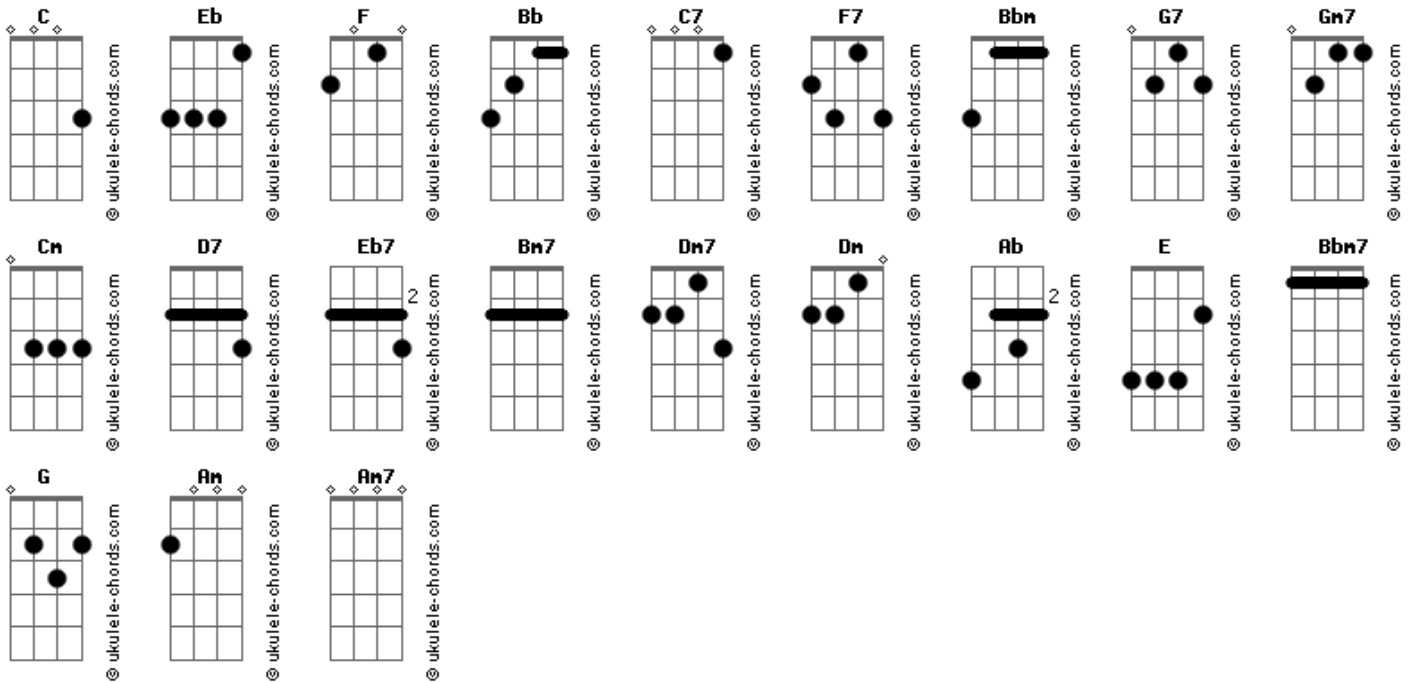 C Eb F Bb C7 F7 Bbm G7 Gm7
© ukulele-chords.com © ukulele-chords.com © ukulele-chords.com © ukulele-chords.com © ukulele-chords.com © ukulele-chords.com © ukulele-chords.com © ukulele-chords.com © ukulele-chords.com
Cm D7 Eb7 Bm7 Dm7 Dm Ab E Bbm7
2 2
© ukulele-chords.com © ukulele-chords.com © ukulele-chords.com © ukulele-chords.com © ukulele-chords.com © ukulele-chords.com © ukulele-chords.com © ukulele-chords.com © ukulele-chords.com
G Am Am7
© ukulele-chords.com © ukulele-chords.com © ukulele-chords.com